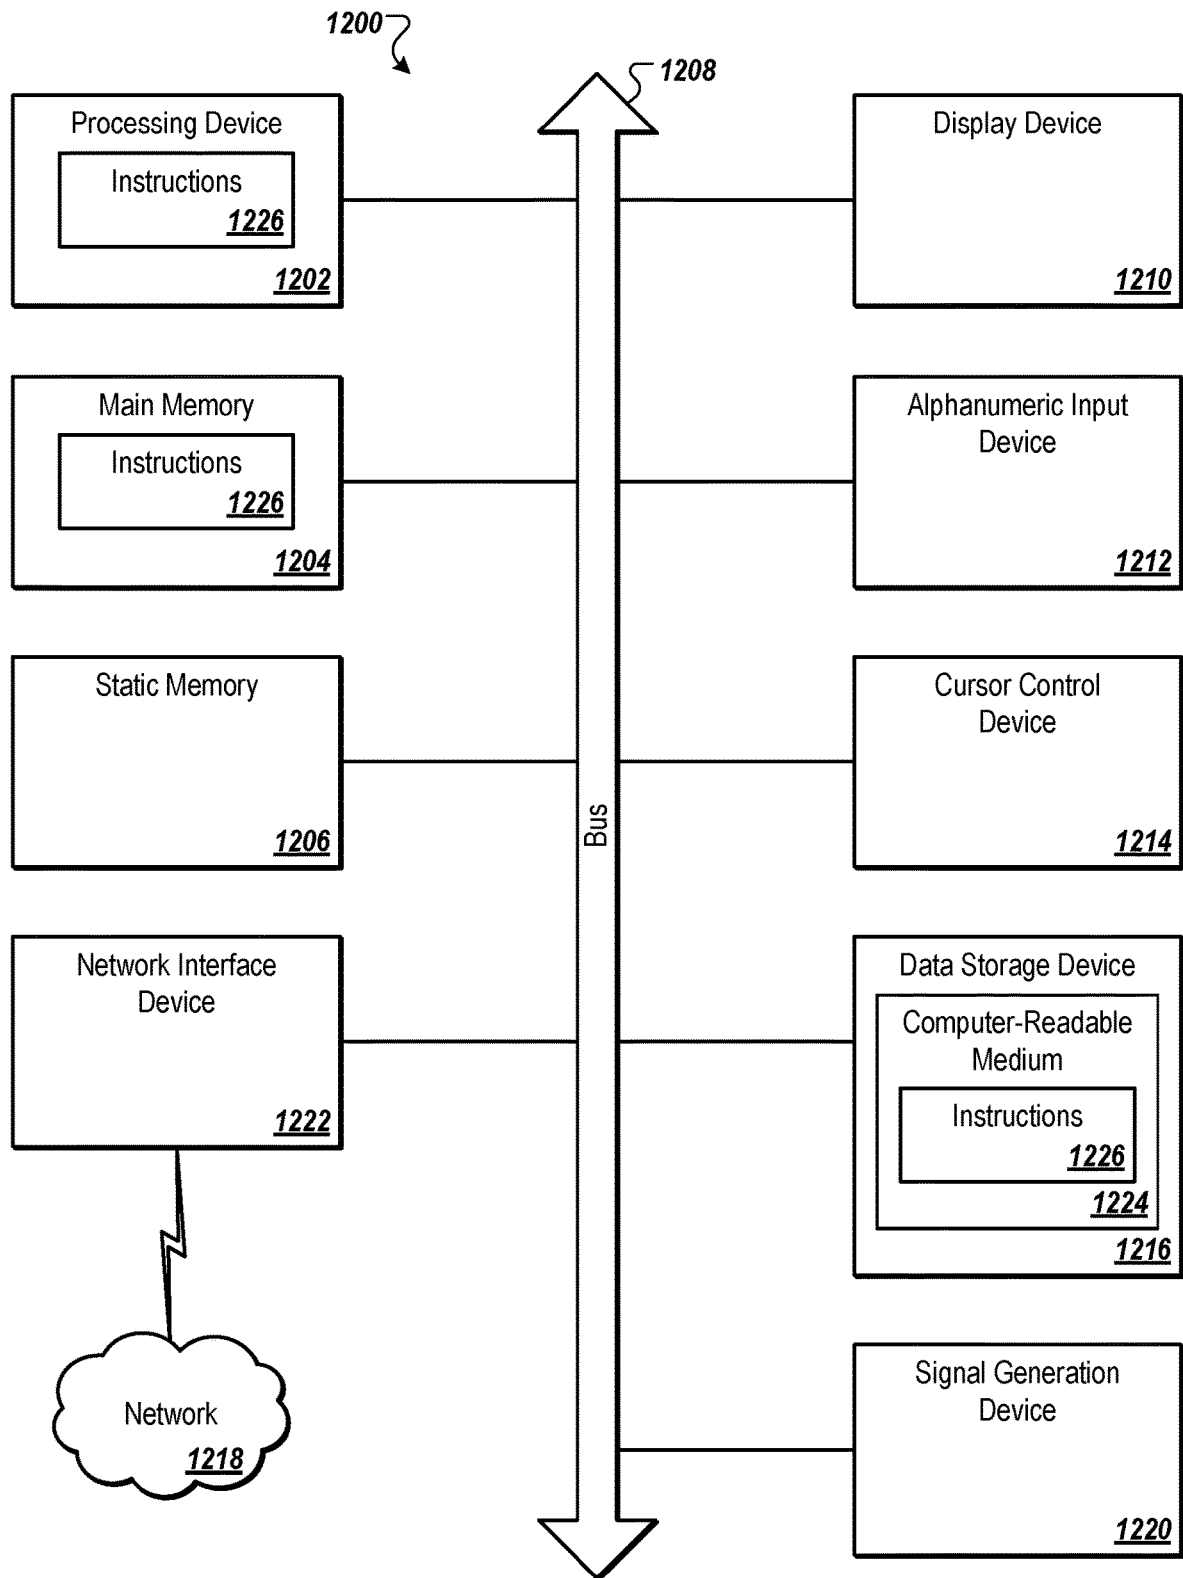 1200
1208
Processing Device
Instructions
1226
1202
Display Device
1210
Main Memory
Instructions
1226
1204
Alphanumeric Input
Device
1212
Static Memory
1206
Cursor Control
Device
1214
Bus
Network Interface
Device
1222
Data Storage Device
Computer-Readable
Medium
Instructions
1226
1224
1216
Network
1218
Signal Generation
Device
1220